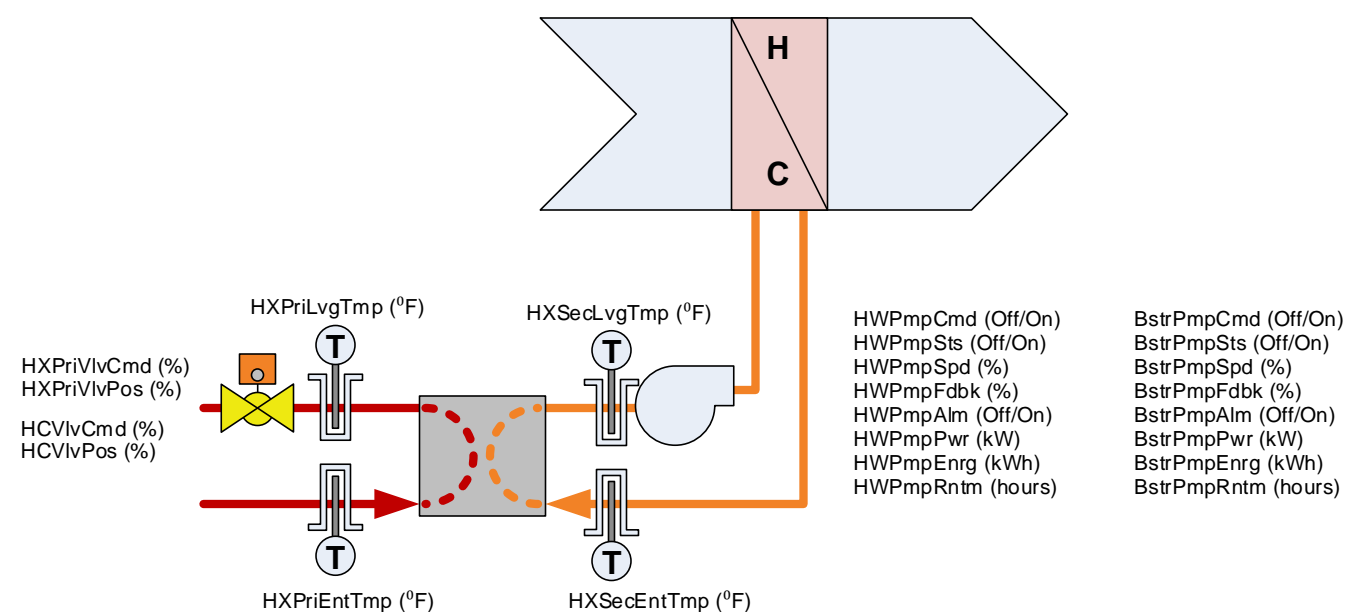 H
C
HXPriLvgTmp (⁰F)
HXSecLvgTmp (⁰F)
T
T
HXPriVlvCmd (%)
HXPriVlvPos (%)
HCVlvCmd (%)
HCVlvPos (%)
HWPmpCmd (Off/On)
HWPmpSts (Off/On)
HWPmpSpd (%)
HWPmpFdbk (%)
HWPmpAlm (Off/On)
HWPmpPwr (kW)
HWPmpEnrg (kWh)
HWPmpRntm (hours)
BstrPmpCmd (Off/On)
BstrPmpSts (Off/On)
BstrPmpSpd (%)
BstrPmpFdbk (%)
BstrPmpAlm (Off/On)
BstrPmpPwr (kW)
BstrPmpEnrg (kWh)
BstrPmpRntm (hours)
T
T
HXPriEntTmp (⁰F)
HXSecEntTmp (⁰F)